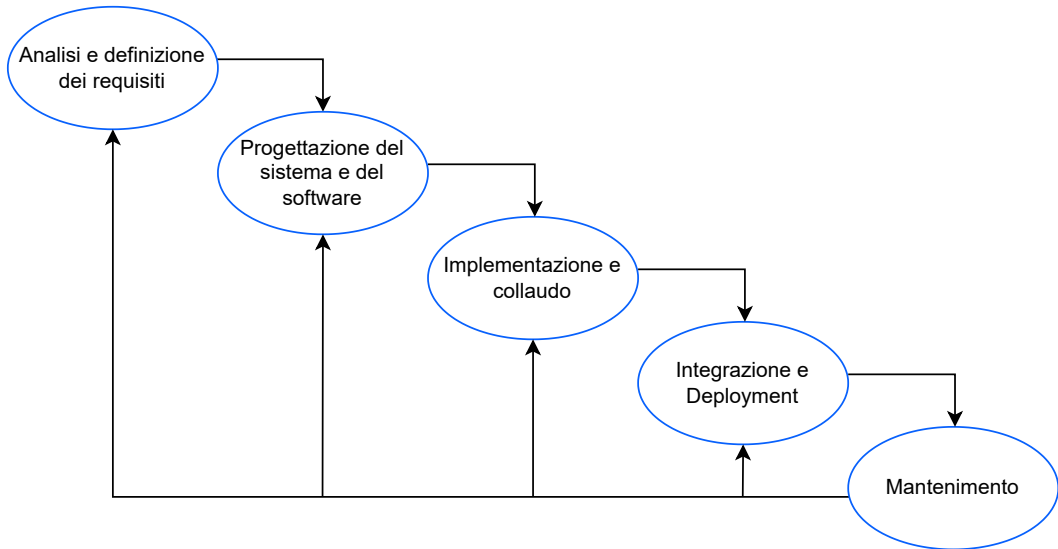 Analisi e definizione
dei requisiti
Progettazione del
sistema e del
software
Implementazione e
collaudo
Integrazione e
Deployment
Mantenimento